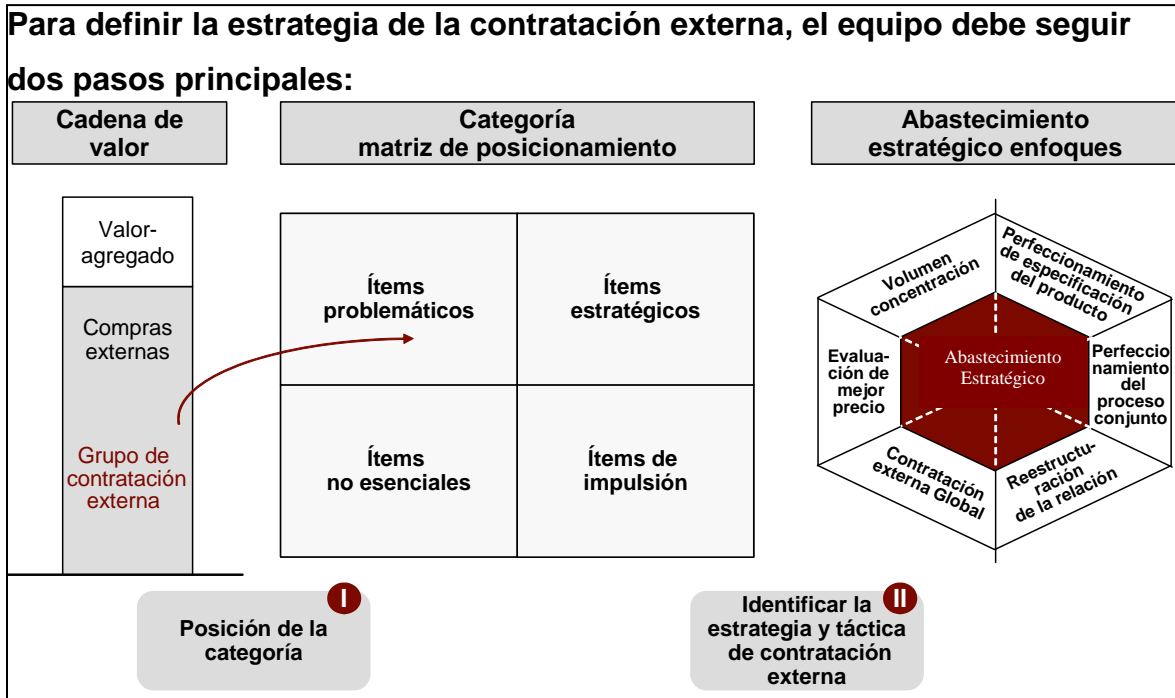 Para definir la estrategia de la contratación externa, el equipo debe seguir
dos pasos principales:
Cadena de
valor
Categoría
matriz de posicionamiento
Abastecimiento
estratégico enfoques
Valor-
agregado
Compras
externas
Grupo de
contratación
externa
Ítems
problemáticos
Ítems
estratégicos
Ítems
no esenciales
Ítems de
impulsión
Volumen
concentración
Perfeccionamiento
de especificación
del producto
Evalua-
ción de
mejor
precio
Abastecimiento
Estratégico
Perfeccio
namiento
del
proceso
conjunto
Contratación
externa Global
Reestructu-
ración
de la relación
I
Posición de la
categoría
II
Identificar la
estrategia y táctica
de contratación
externa